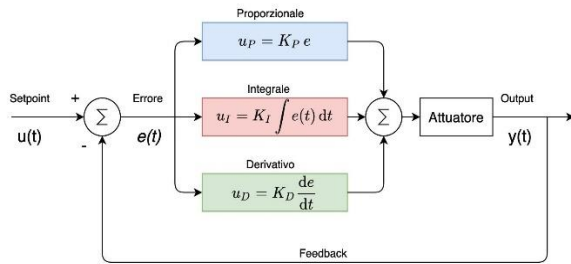 Proporzionale
u_P = K_P e
Setpoint
+
Errore
Integrale
Output
Σ
u_I = K_I ∫ e(t) dt
Σ
Attuatore
u(t)
-
e(t)
y(t)
Derivativo
u_D = K_D de/dt
Feedback